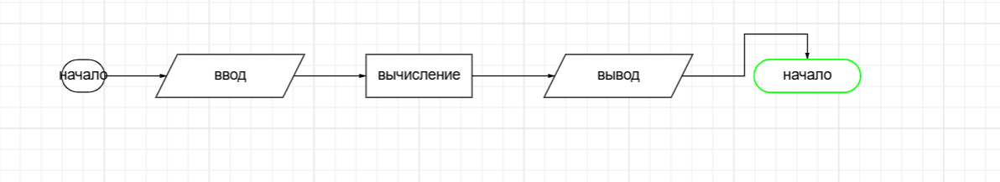 начало
ввод
вычисление
вывод
начало